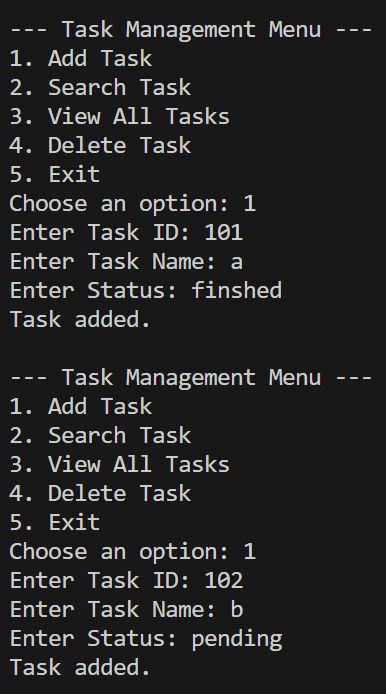 --- Task Management Menu ---
1. Add Task
2. Search Task
3. View All Tasks
4. Delete Task
5. Exit
Choose an option: 1
Enter Task ID: 101
Enter Task Name: a
Enter Status: finshed
Task added.

--- Task Management Menu ---
1. Add Task
2. Search Task
3. View All Tasks
4. Delete Task
5. Exit
Choose an option: 1
Enter Task ID: 102
Enter Task Name: b
Enter Status: pending
Task added.